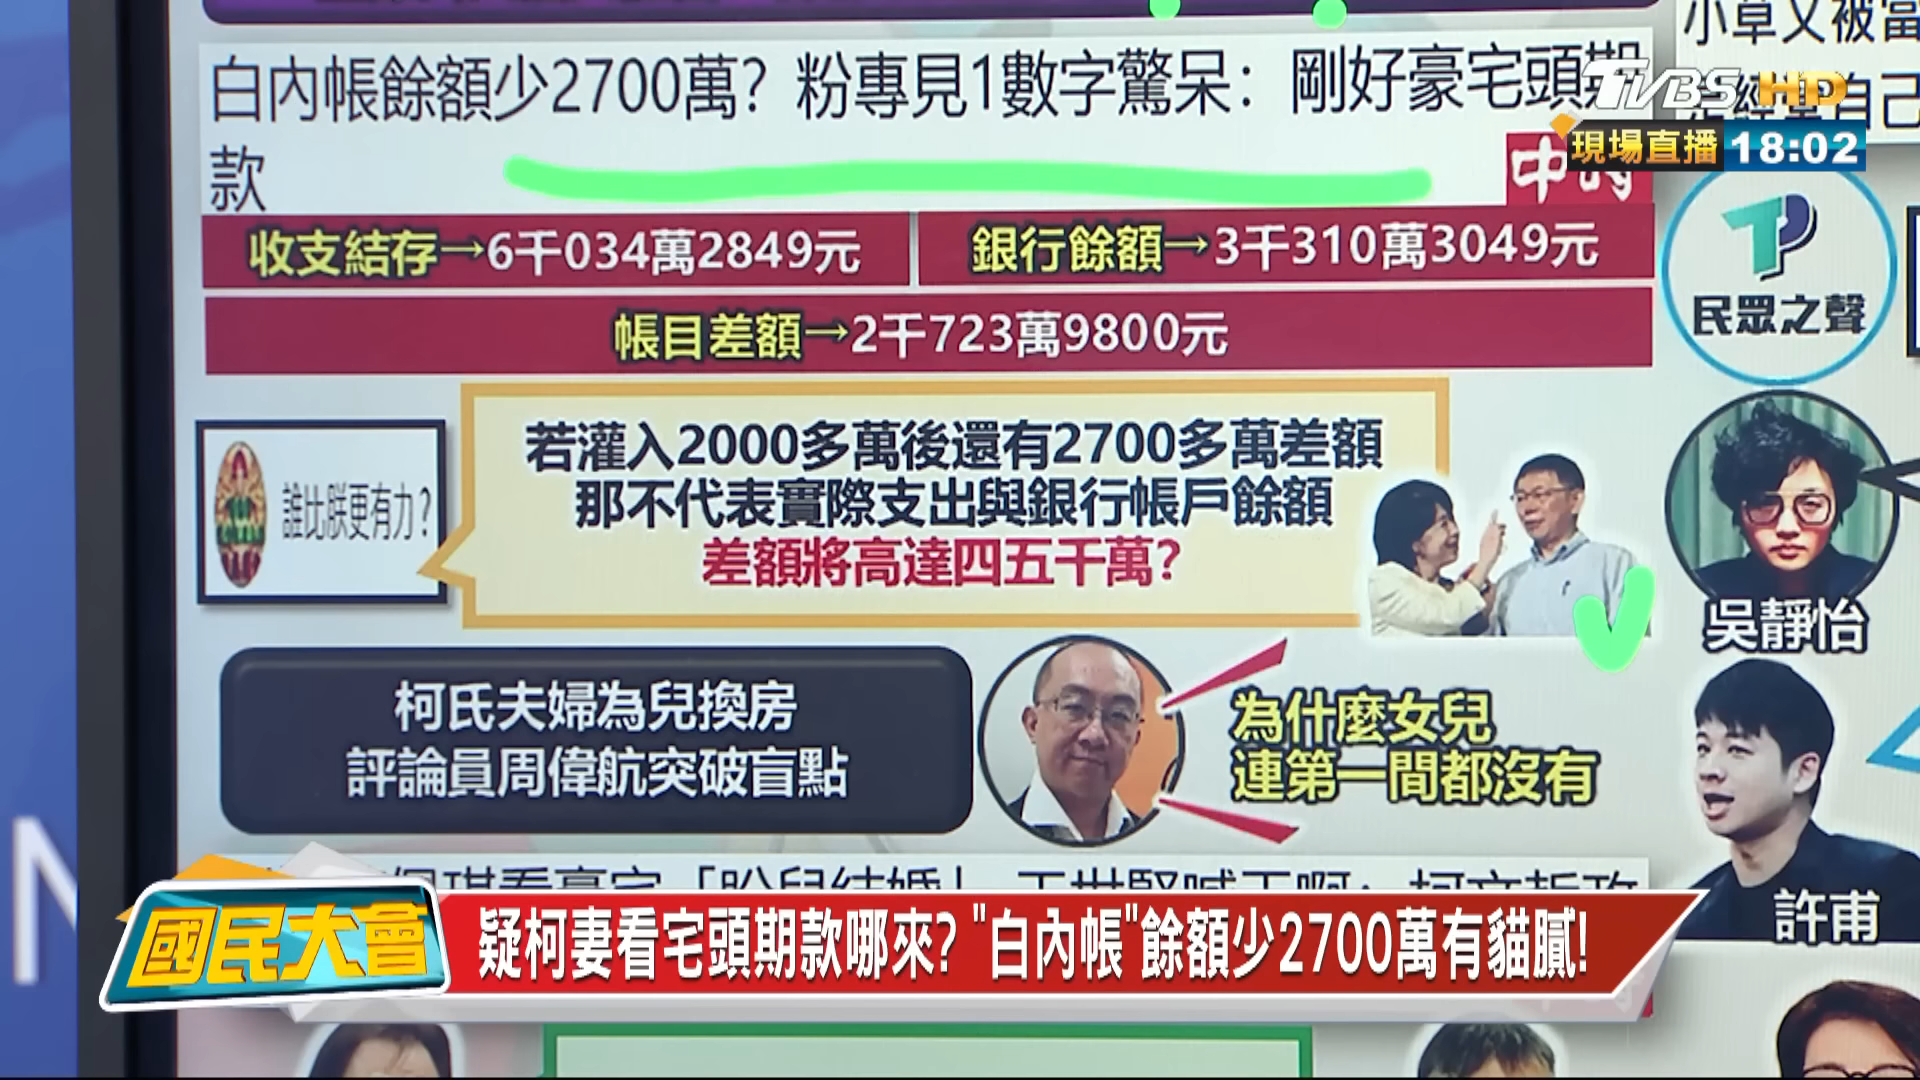 小草又被當
白內帳餘額少2700萬? 粉專見1數字驚呆: 剛好豪宅頭期
款
TVBS HD
現場直播 18:02
中時
收支結存→6千034萬2849元
銀行餘額→3千310萬3049元
帳目差額→2千723萬9800元
TP
民眾之聲
若灌入2000多萬後還有2700多萬差額
那不代表實際支出與銀行帳戶餘額
差額將高達四五千萬?
誰比朕更有力?
吳靜怡
柯氏夫婦為兒換房
評論員周偉航突破盲點
為什麼女兒
連第一間都沒有
許甫
國民大會
疑柯妻看宅頭期款哪來? "白內帳"餘額少2700萬有貓膩!